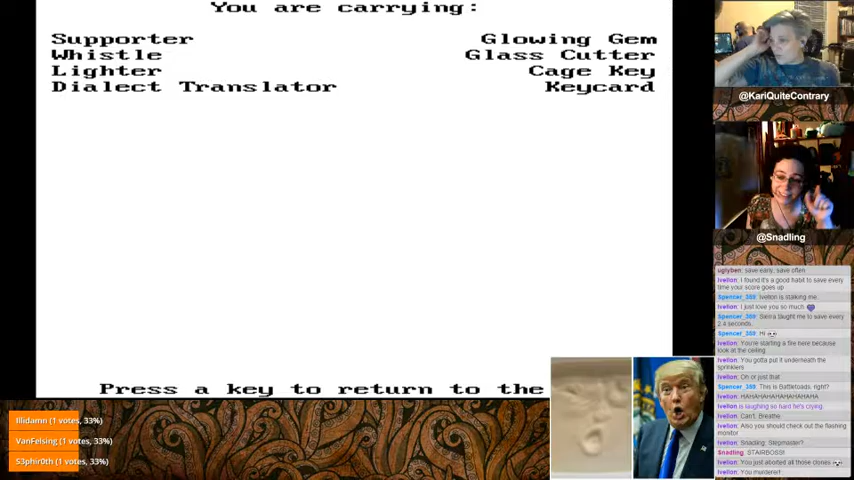 You are carrying:
Supporter
Glowing Gem
Whistle
Glass Cutter
Lighter
Cage Key
Dialect Translator
Keycard
Press a key to return to the
@KariQuiteContrary
@Snadling
uglyben: save early, save often
Ivellon: I found it's a good habit to save every
time your score goes up
Spencer_389: Ivellon is stalking me.
Ivellon: I just love you so much
Spencer_389: Sierra taught me to save every
2.4 seconds.
Spencer_389: Hi
Ivellon: You're starting a fire here because
look at the ceiling
Ivellon: You gotta put it underneath the
sprinklers
Ivellon: Oh or just that
Spencer_389: This is Battletoads, right?
Ivellon: HAHAHAHAHAHAHAHA
Ivellon is laughing so hard he's crying.
Ivellon: Can't. Breathe.
Ivellon: Also you should check out the flashing
monitor
Ivellon: Snadling: Stepmaster?
Snadling: STAIRBOSS!
Ivellon: You just aborted all those clones
Ivellon: You murderer!
Illidamn (1 votes, 33%)
VanFelsing (1 votes, 33%)
S3phir0th (1 votes, 33%)